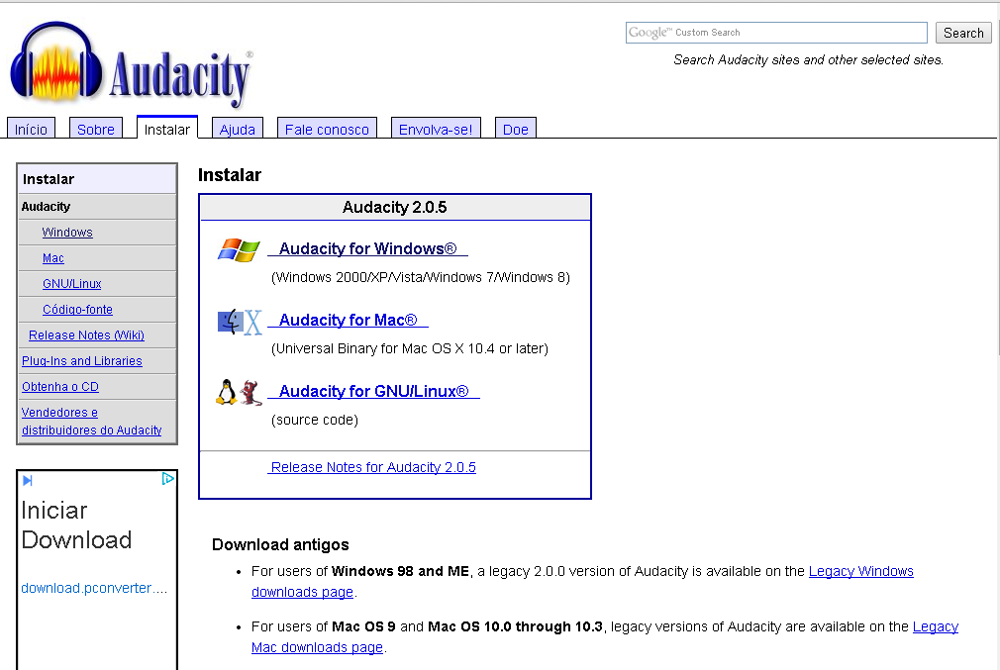 Audacity®
Google™ Custom Search
Search
Search Audacity sites and other selected sites.
Início
Sobre
Instalar
Ajuda
Fale conosco
Envolva-se!
Doe
Instalar
Audacity
Windows
Mac
GNU/Linux
Código-fonte
Release Notes (Wiki)
Plug-Ins and Libraries
Obtenha o CD
Vendedores e
distribuidores do Audacity
Iniciar
Download
download.pconverter....
Instalar
Audacity 2.0.5
Audacity for Windows®
(Windows 2000/XP/Vista/Windows 7/Windows 8)
X
Audacity for Mac®
(Universal Binary for Mac OS X 10.4 or later)
Audacity for GNU/Linux®
(source code)
Release Notes for Audacity 2.0.5
Download antigos
• For users of Windows 98 and ME, a legacy 2.0.0 version of Audacity is available on the Legacy Windows
downloads page.
• For users of Mac OS 9 and Mac OS 10.0 through 10.3, legacy versions of Audacity are available on the Legacy
Mac downloads page.